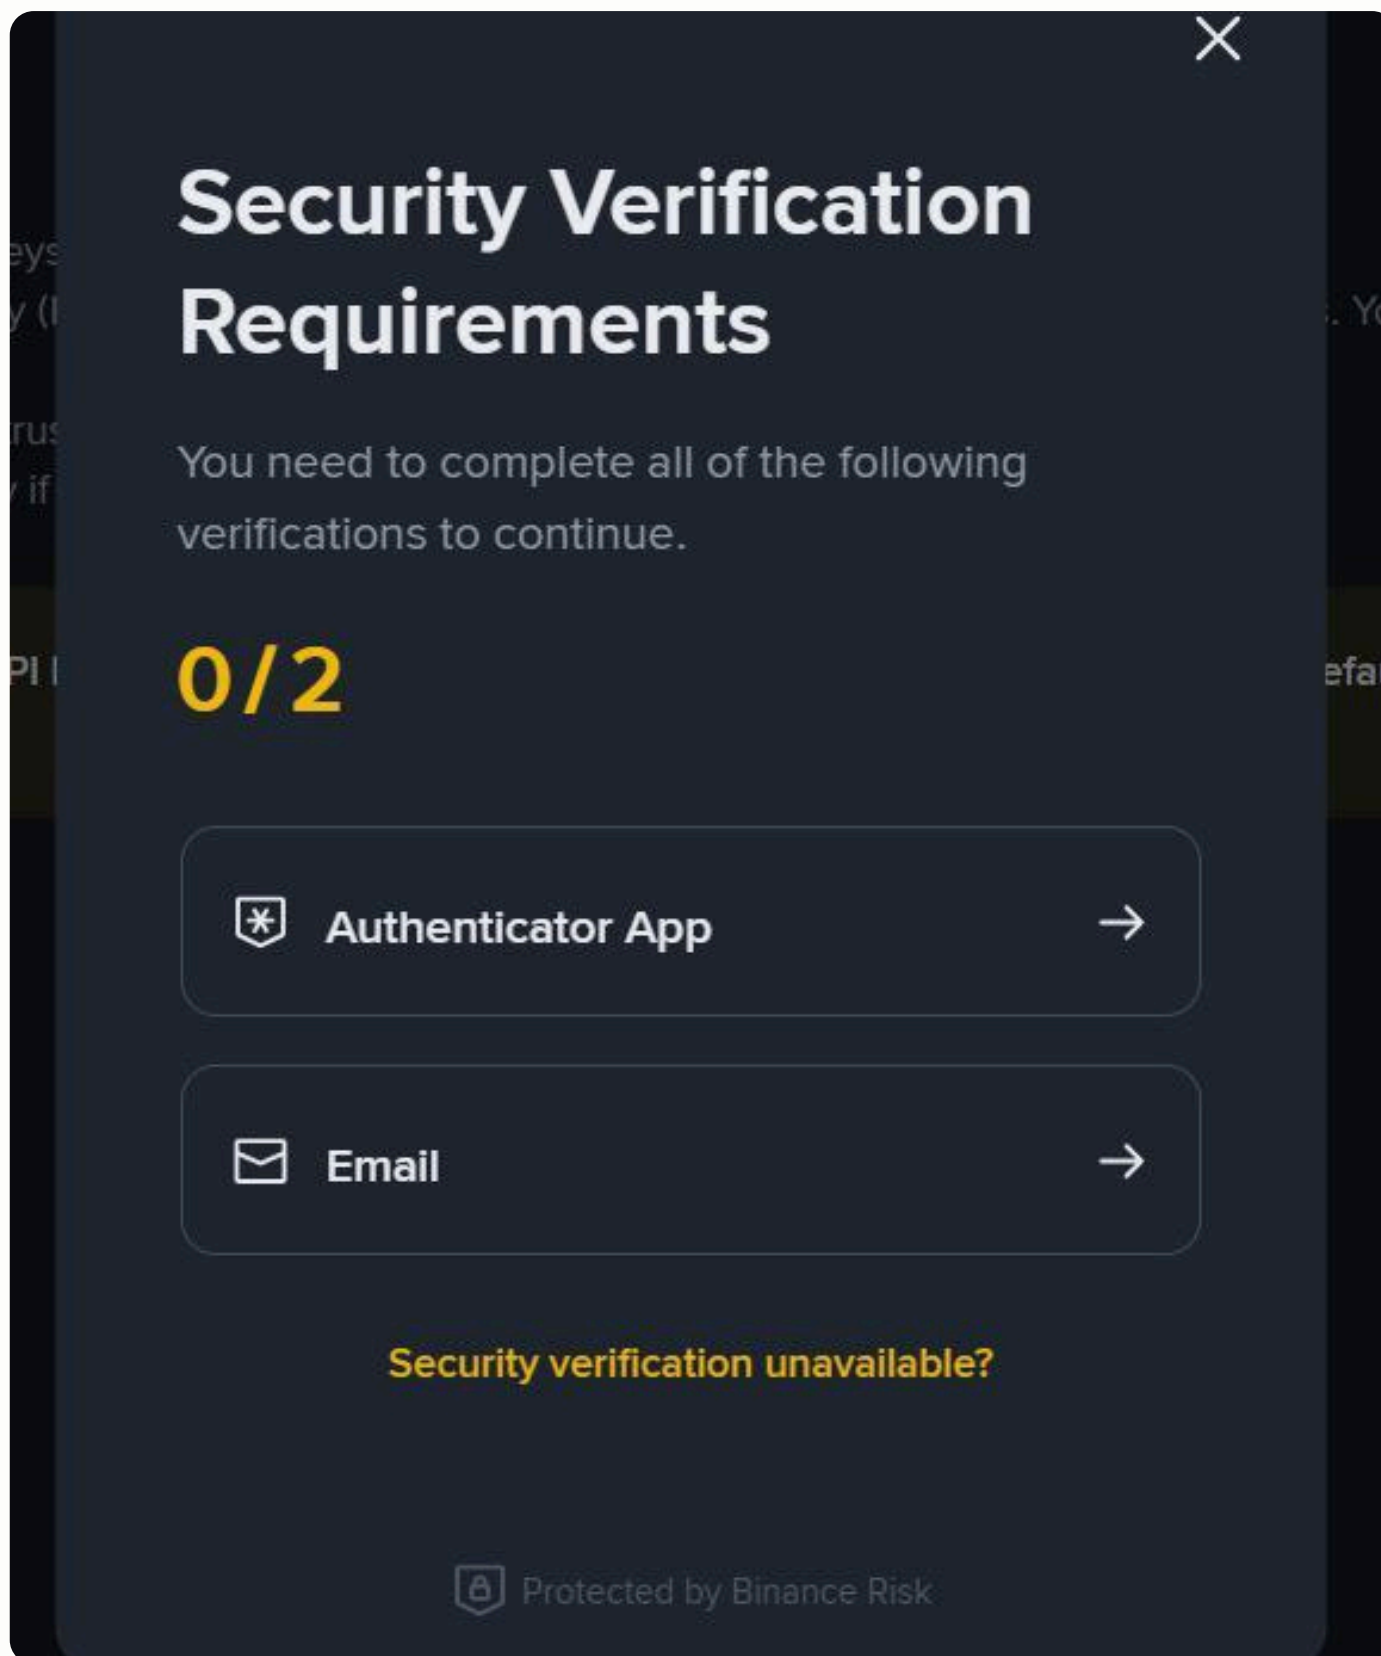 Security Verification
Requirements
You need to complete all of the following
verifications to continue.
0/2
Authenticator App
Email
Security verification unavailable?
Protected by Binance Risk